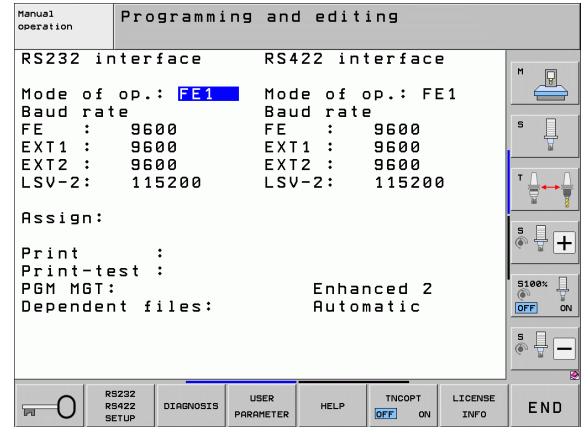 Manual operation
Programming and editing
RS232 interface RS422 interface
Mode of op.: FE1 Mode of op.: FE1
Baud rate Baud rate
FE : 9600 FE : 9600
EXT1 : 9600 EXT1 : 9600
EXT2 : 9600 EXT2 : 9600
LSV-2: 115200 LSV-2: 115200
Assign:
Print :
Print-test :
PGM MGT: Enhanced 2
Dependent files: Automatic
M
S
T
S
S100%
OFF ON
S
RS232
RS422
SETUP
DIAGNOSIS
USER
PARAMETER
HELP
TNCOPT
OFF ON
LICENSE
INFO
END